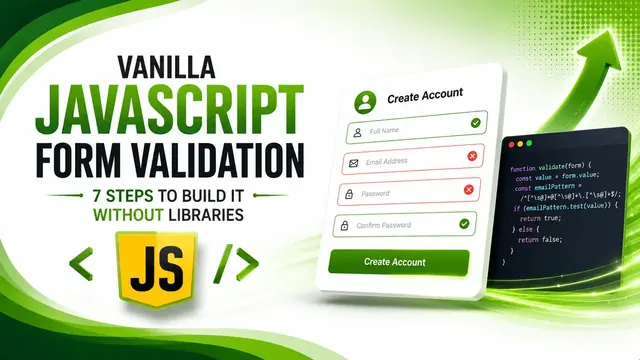 VANILLA
JAVASCRIPT
FORM VALIDATION
7 STEPS TO BUILD IT
WITHOUT LIBRARIES
< JS />
Create Account
Full Name
Email Address
Password
Confirm Password
Create Account
function validate(form) {
const value = form.value;
const emailPattern =
/^[^\s@]+@[^\s@]+\.[^\s@]+$/;
if (emailPattern.test(value)) {
return true;
} else {
return false;
}
}